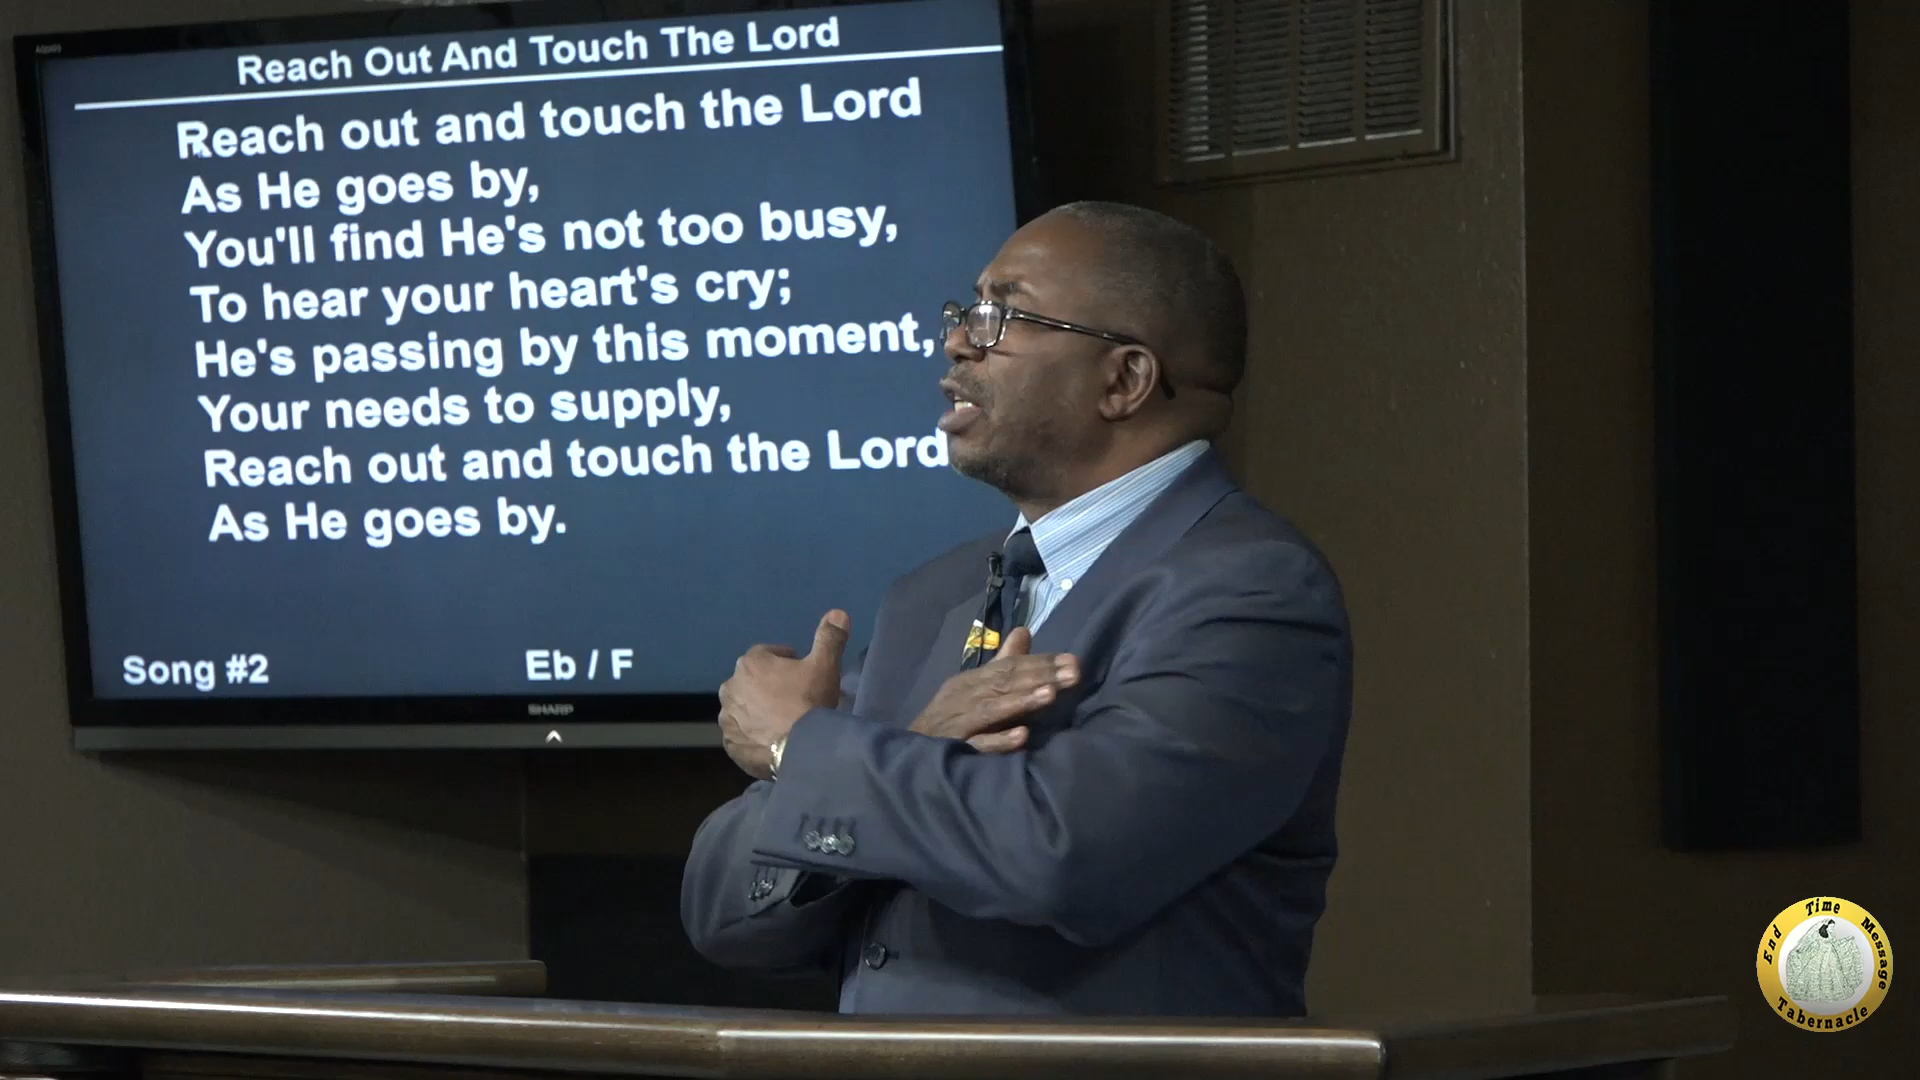 AQUOS
Reach Out And Touch The Lord
Reach out and touch the Lord
As He goes by,
You'll find He's not too busy,
To hear your heart's cry;
He's passing by this moment,
Your needs to supply,
Reach out and touch the Lord
As He goes by.
Song #2 Eb / F
SHARP
End Time Message Tabernacle